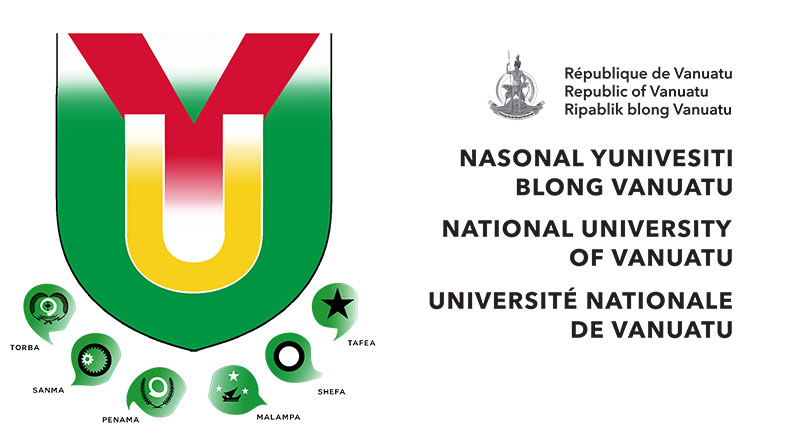 République de Vanuatu
Republic of Vanuatu
Ripablik blong Vanuatu
NASONAL YUNIVESITI
BLONG VANUATU
NATIONAL UNIVERSITY
OF VANUATU
UNIVERSITÉ NATIONALE
DE VANUATU
TORBA
SANMA
PENAMA
MALAMPA
SHEFA
TAFEA